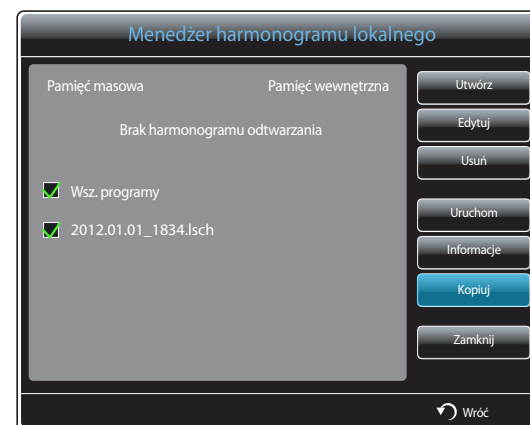 Menedżer harmonogramu lokalnego
Pamięć masowa Pamięć wewnętrzna
Brak harmonogramu odtwarzania
Wsz. programy
2012.01.01_1834.lsch
Utwórz
Edytuj
Usuń
Uruchom
Informacje
Kopiuj
Zamknij
Wróć